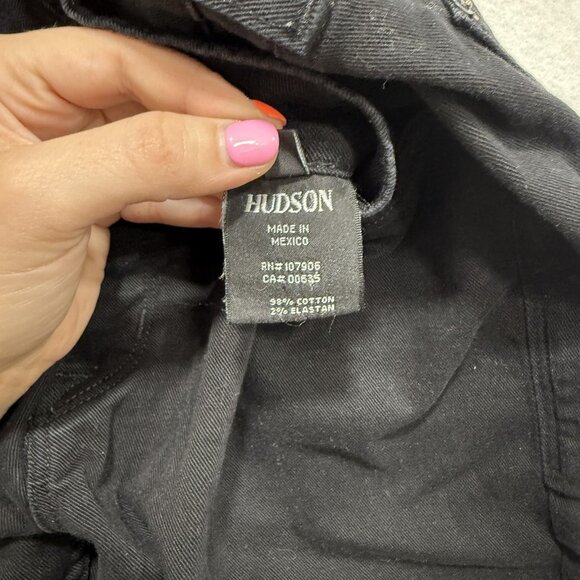 HUDSON
MADE IN
MEXICO
RN#107906
CA#00635
98% COTTON
2% ELASTAN